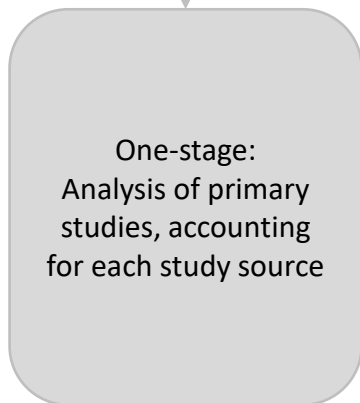 One-stage:
Analysis of primary
studies, accounting
for each study source